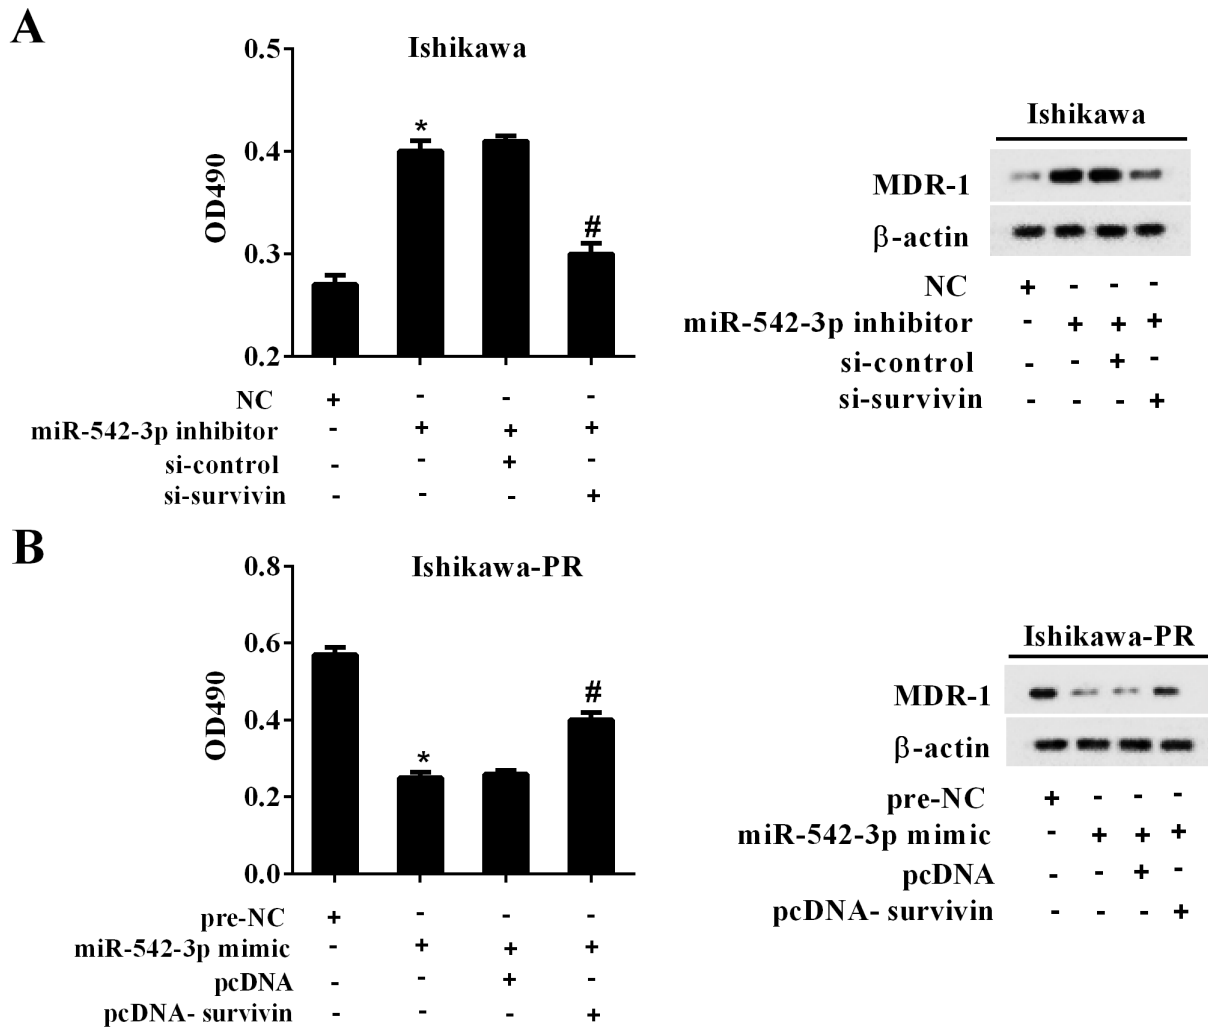 A
Ishikawa
0.5
0.4
0.3
0.2
OD490
*
#
NC + - - -
miR-542-3p inhibitor - + + +
si-control - - + -
si-survivin - - - +
Ishikawa
MDR-1
β-actin
NC + - - -
miR-542-3p inhibitor - + + +
si-control - - + -
si-survivin - - - +
B
Ishikawa-PR
0.8
0.6
0.4
0.2
0.0
OD490
*
#
pre-NC + - - -
miR-542-3p mimic - + + +
pcDNA - - + -
pcDNA- survivin - - - +
Ishikawa-PR
MDR-1
β-actin
pre-NC + - - -
miR-542-3p mimic - + + +
pcDNA - - + -
pcDNA- survivin - - - +